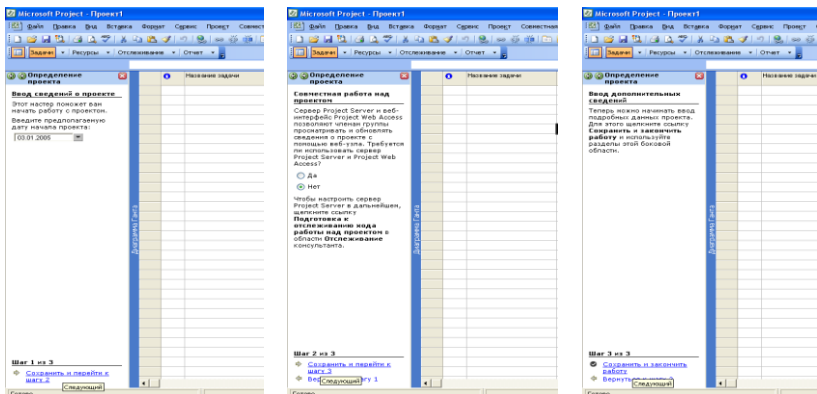 Microsoft Project - Проект1
Файл Правка Вид Вставка Формат Сервис Проект Совмест
Задачи Ресурсы Отслеживание Отчет
Определение проекта
Название задачи
Ввод сведений о проекте
Этот мастер поможет вам
начать работу с проектом.
Введите предполагаемую
дату начала проекта:
03.01.2005
Диаграмма Ганта
Шаг 1 из 3
Сохранить и перейти к
шагу 2
Следующий
Готово
Microsoft Project - Проект1
Файл Правка Вид Вставка Формат Сервис Проект Совместная
Задачи Ресурсы Отслеживание Отчет
Определение
проекта
Название задачи
Совместная работа над
проектом
Сервер Project Server и веб-
интерфейс Project Web Access
позволяют членам группы
просматривать и обновлять
сведения о проекте с
помощью веб-узла. Требуется
ли использовать сервер
Project Server и Project Web
Access?
Да
Нет
Чтобы настроить сервер
Project Server в дальнейшем,
щелкните ссылку
Подготовка к
отслеживанию хода
работы над проектом в
области Отслеживание
консультанта.
Диаграмма Ганта
Шаг 2 из 3
Сохранить и перейти к
шагу 3
Следующий
Готово
Microsoft Project - Проект1
Файл Правка Вид Вставка Формат Сервис Проект
Задачи Ресурсы Отслеживание Отчет
Определение
проекта
Название задачи
Ввод дополнительных
сведений
Теперь можно начинать ввод
подробных данных проекта.
Для этого щелкните ссылку
Сохранить и закончить
работу и используйте
разделы этой боковой
области.
Диаграмма Ганта
Шаг 3 из 3
Сохранить и закончить
работу
Следующий
Готово